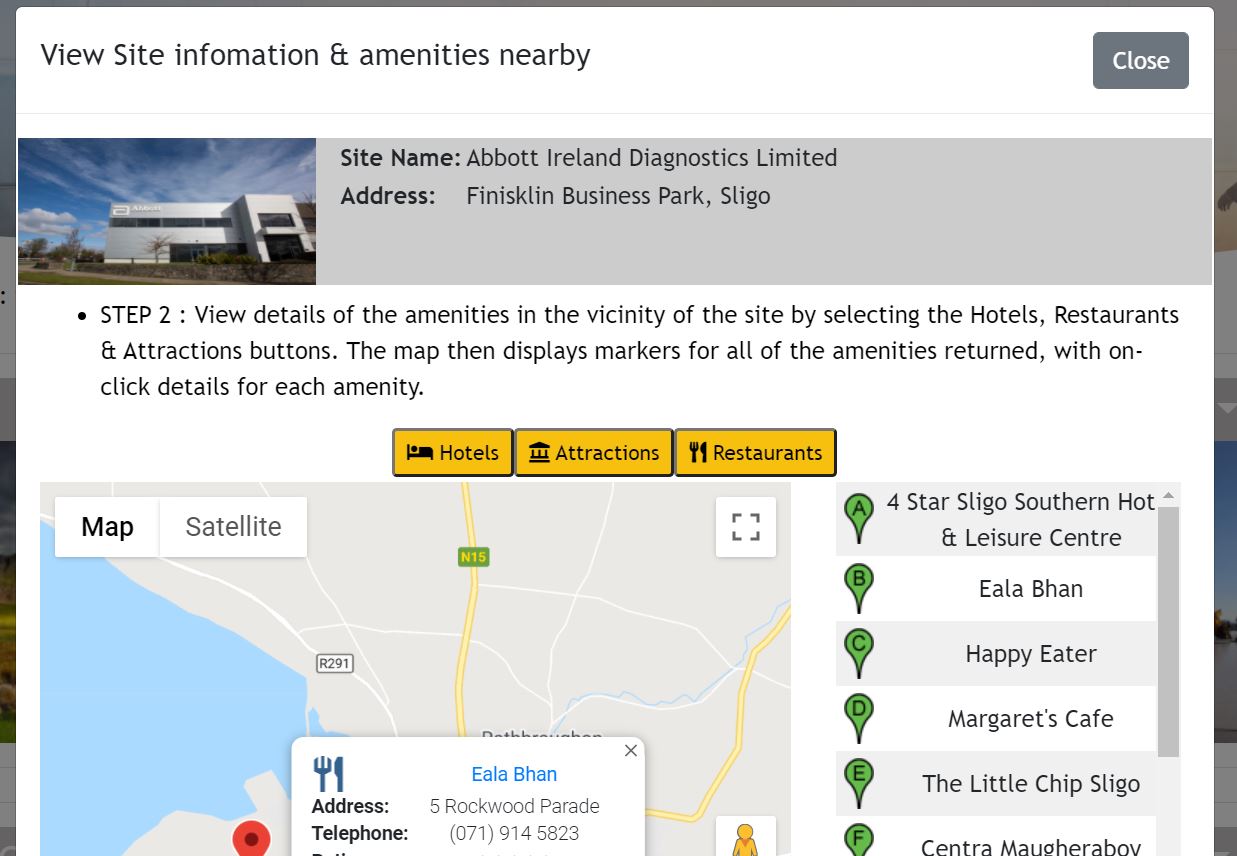 View Site infomation & amenities nearby
Close
Abbott
Site Name: Abbott Ireland Diagnostics Limited
Address: Finisklin Business Park, Sligo
• STEP 2 : View details of the amenities in the vicinity of the site by selecting the Hotels, Restaurants
& Attractions buttons. The map then displays markers for all of the amenities returned, with on-
click details for each amenity.
Hotels Attractions Restaurants
Map Satellite
N15
R291
Eala Bhan
Address: 5 Rockwood Parade
Telephone: (071) 914 5823
A 4 Star Sligo Southern Hot
& Leisure Centre
B Eala Bhan
C Happy Eater
D Margaret's Cafe
E The Little Chip Sligo
F Centra Maugheraboy